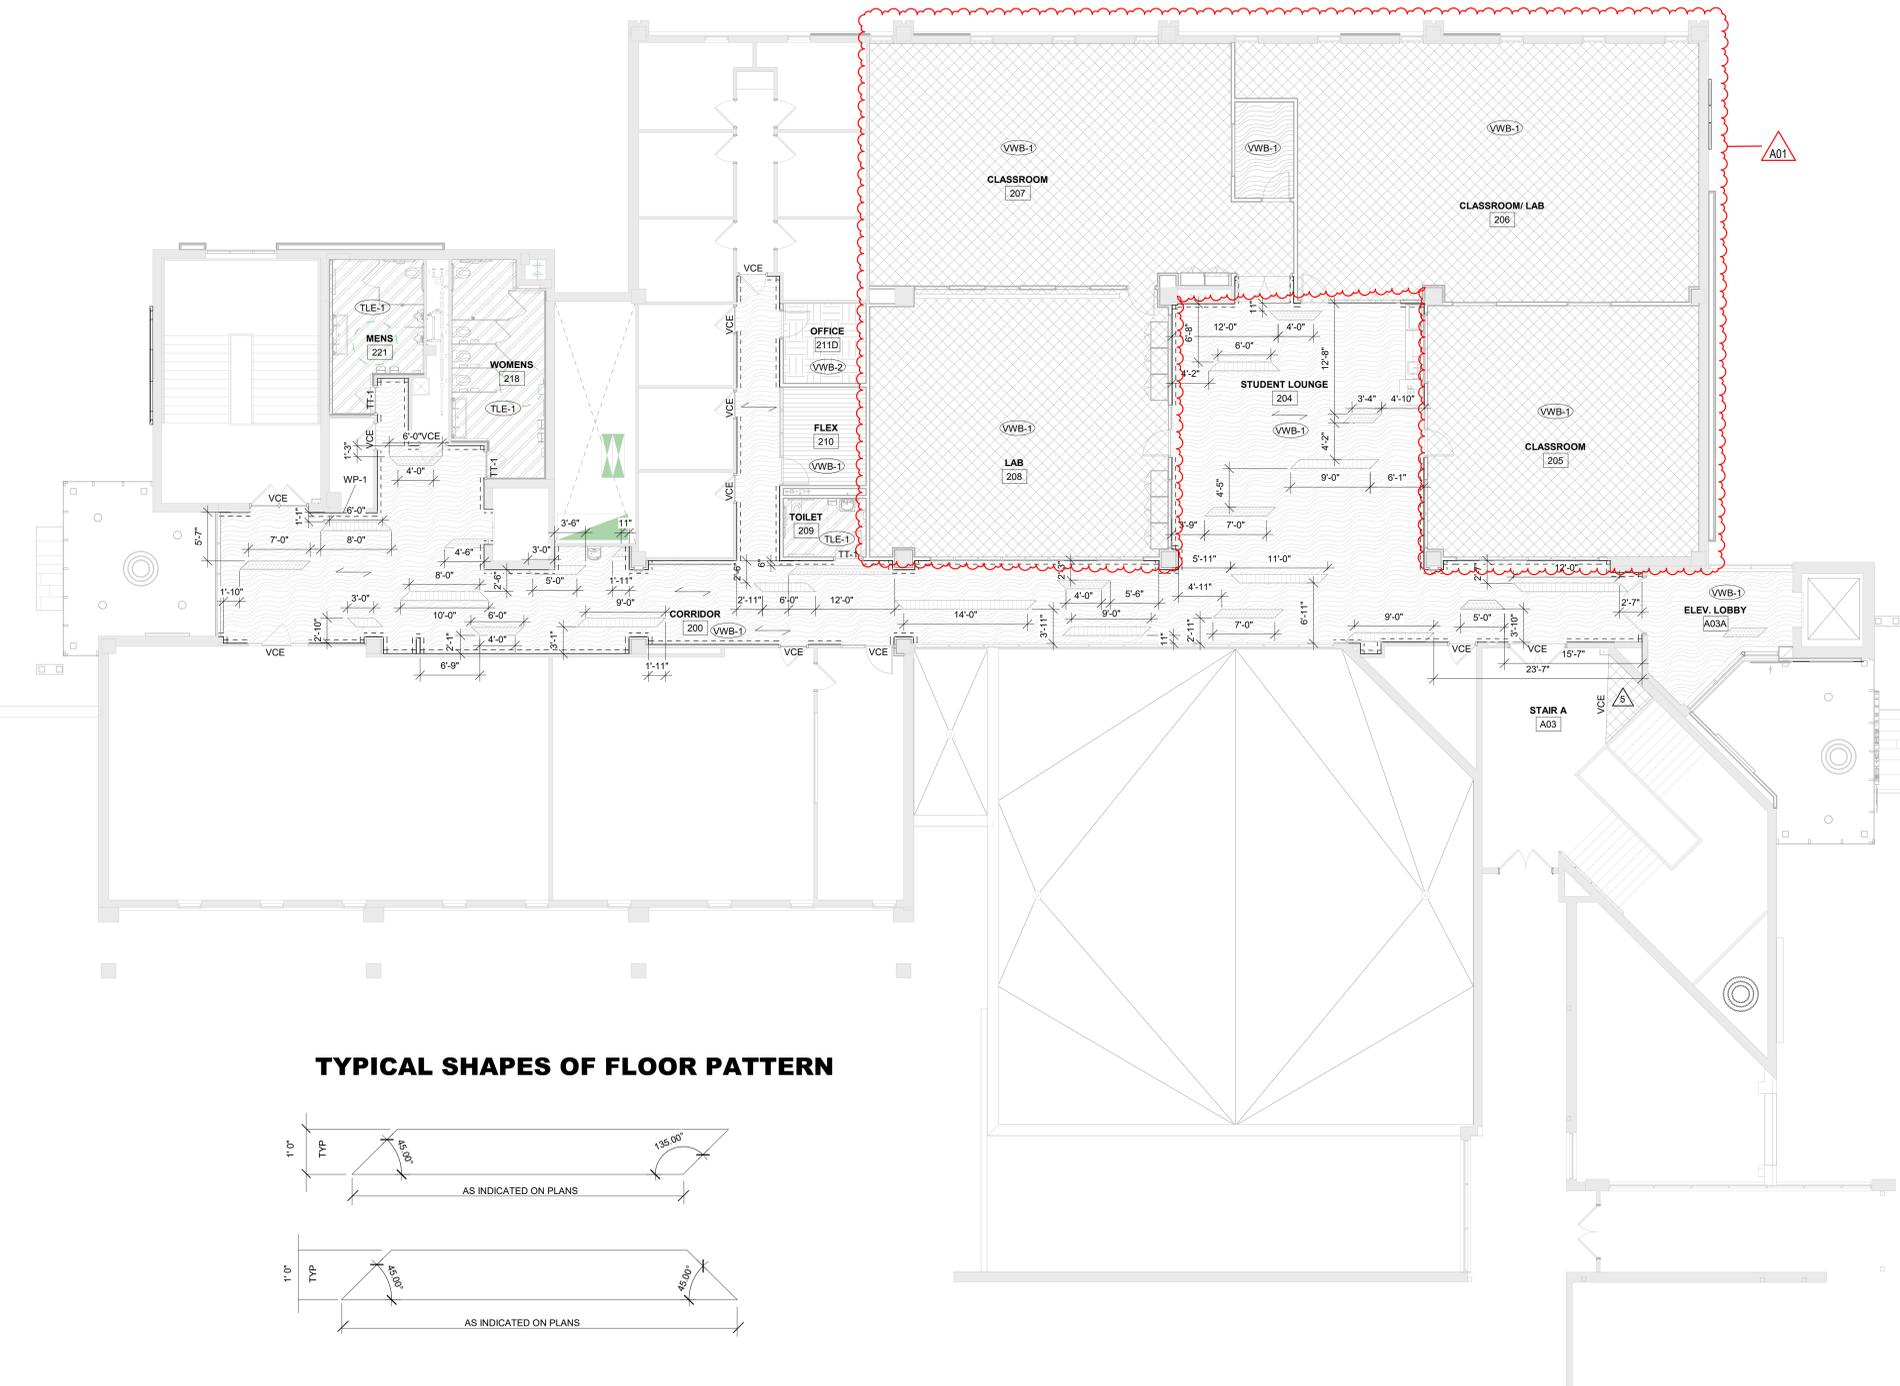 VWB-1
A01
VWB-1
VWB-1
CLASSROOM
207
CLASSROOM/ LAB
206
VCE
TLE-1
MENS
221
WOMENS
218
TLE-1
TT-1
VCE
6'-0"
VCE
1'-3"
4'-0"
TT-1
WP-1
VCE
6'-0"
1'-1"
5'-7"
7'-0"
8'-0"
VCE
VCE
VCE
OFFICE
211D
VWB-2
FLEX
210
VWB-1
TOILET
209
TLE-1
TT-1
VWB-1
LAB
208
11"
6'-8"
12'-0"
4'-0"
6'-0"
12'-8"
4'-2"
STUDENT LOUNGE
204
VWB-1
3'-4"
4'-10"
4'-2"
9'-0"
6'-1"
4'-5"
3'-9"
7'-0"
VWB-1
CLASSROOM
205
3'-6"
11"
4'-6"
3'-0"
8'-0"
2'-6"
5'-0"
1'-11"
2'-6"
6"
1'-10"
3'-0"
10'-0"
6'-0"
9'-0"
2'-11"
6'-0"
12'-0"
CORRIDOR
200
VWB-1
2'-10"
2'-1"
4'-0"
3'-1"
6'-9"
1'-11"
VCE
VCE
VCE
14'-0"
2'-3"
4'-0"
5'-6"
9'-0"
3'-11"
11"
5'-11"
11'-0"
4'-11"
2'-11"
7'-0"
6'-11"
9'-0"
2'-7"
12'-0"
5'-0"
3'-10"
2'-7"
VWB-1
ELEV. LOBBY
A03A
VCE
VCE
15'-7"
23'-7"
VCE
5
STAIR A
A03
TYPICAL SHAPES OF FLOOR PATTERN
1' 0"
TYP
45.00°
135.00°
AS INDICATED ON PLANS
1' 0"
TYP
45.00°
45.00°
AS INDICATED ON PLANS